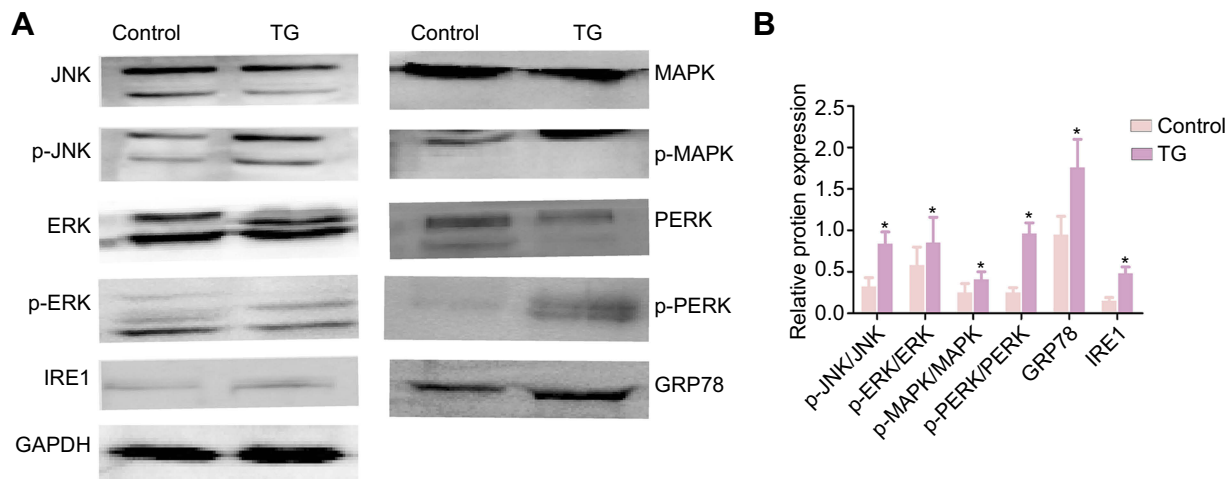 A
Control TG
JNK
p-JNK
ERK
p-ERK
IRE1
GAPDH
Control TG
MAPK
p-MAPK
PERK
p-PERK
GRP78
B
Relative protien expression
2.5
2.0
1.5
1.0
0.5
0.0
* * * * * *
p-JNK/JNK
p-ERK/ERK
p-MAPK/MAPK
p-PERK/PERK
GRP78
IRE1
Control
TG